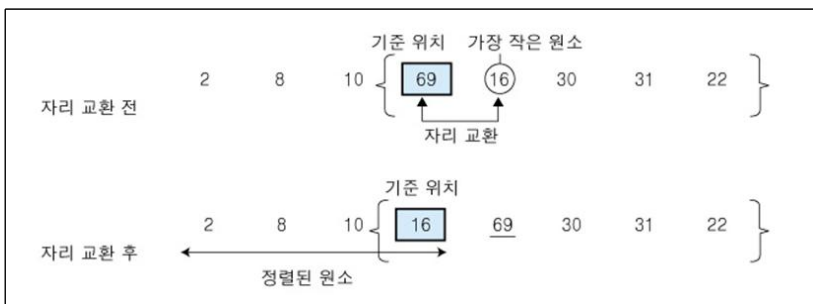 기준 위치 가장 작은 원소
2 8 10 { 69 16 30 31 22 }
자리 교환 전
자리 교환
기준 위치
2 8 10 { 16 69 30 31 22 }
자리 교환 후
정렬된 원소